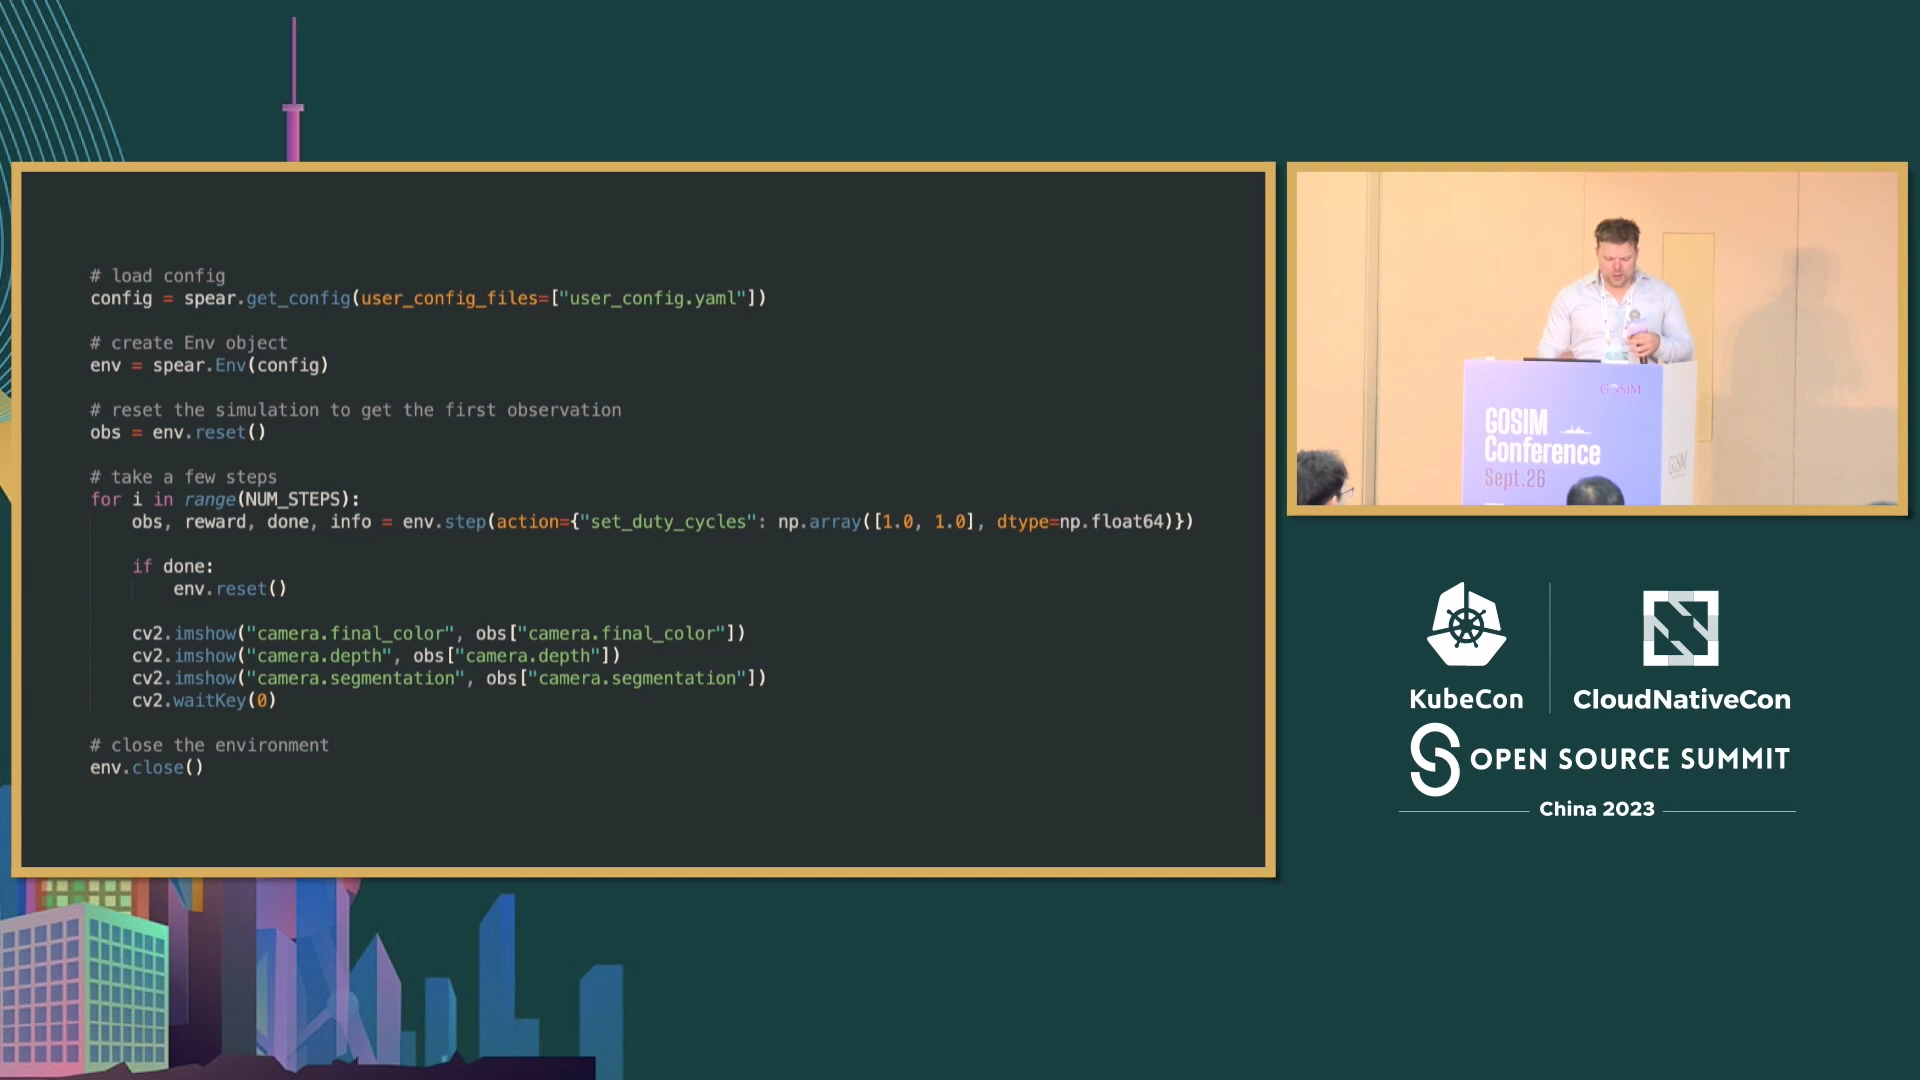 # load config
config = spear.get_config(user_config_files=["user_config.yaml"])
# create Env object
env = spear.Env(config)
# reset the simulation to get the first observation
obs = env.reset()
# take a few steps
for i in range(NUM_STEPS):
obs, reward, done, info = env.step(action={"set_duty_cycles": np.array([1.0, 1.0], dtype=np.float64)})
if done:
env.reset()
cv2.imshow("camera.final_color", obs["camera.final_color"])
cv2.imshow("camera.depth", obs["camera.depth"])
cv2.imshow("camera.segmentation", obs["camera.segmentation"])
cv2.waitKey(0)
# close the environment
env.close()
GOSIM
GOSIM
Conference
Sept.26
GOSIM
KubeCon
CloudNativeCon
OPEN SOURCE SUMMIT
China 2023